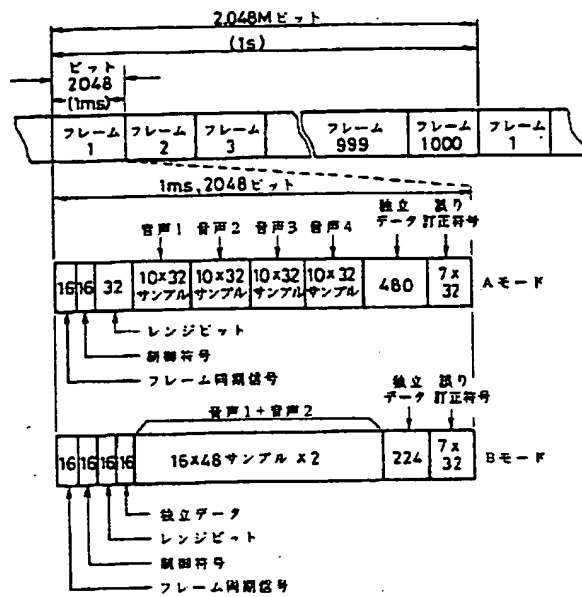 2.048Mビット
(1s)
ビット
2048
(1ms)
フレーム
1
フレーム
2
フレーム
3
フレーム
999
フレーム
1000
フレーム
1
1ms, 2048ビット
音声1 音声2 音声3 音声4
独立
データ
誤り
訂正符号
16 16 32
10×32
サンプル
10×32
サンプル
10×32
サンプル
10×32
サンプル
480
7×
32
Aモード
レンジビット
制御符号
フレーム同期信号
音声1+音声2
独立
データ
誤り
訂正符号
16 16 16 16
16×48サンプル×2
224
7×
32
Bモード
独立データ
レンジビット
制御符号
フレーム同期信号